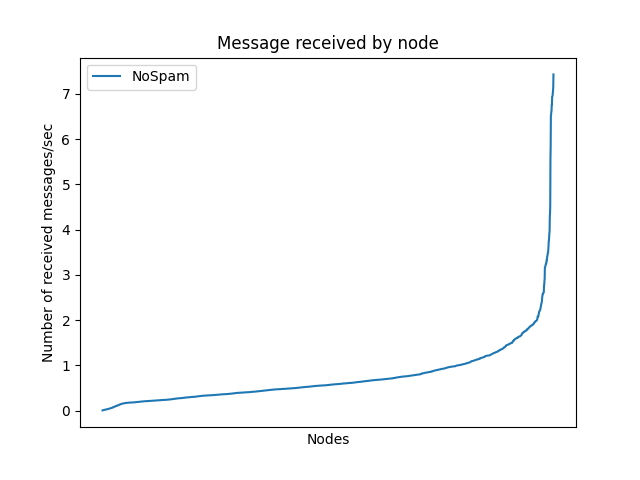 Message received by node
NoSpam
Number of received messages/sec
7
6
5
4
3
2
1
0
Nodes